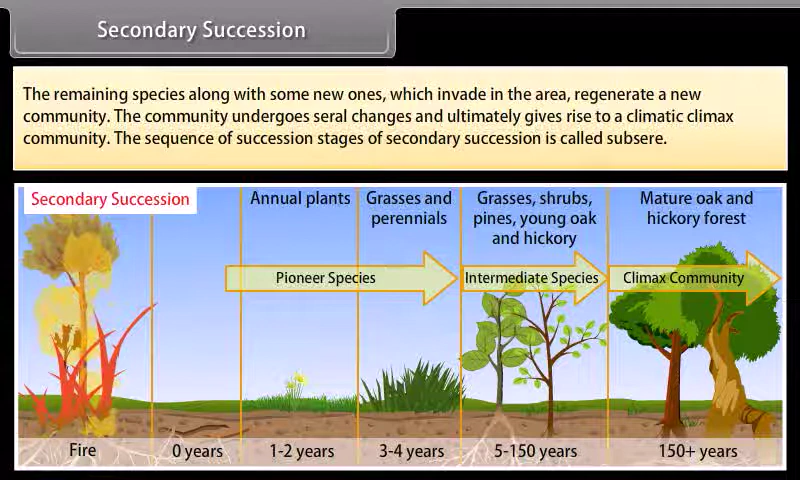 Secondary Succession
The remaining species along with some new ones, which invade in the area, regenerate a new
community. The community undergoes seral changes and ultimately gives rise to a climatic climax
community. The sequence of succession stages of secondary succession is called subsere.
Secondary Succession
Annual plants
Grasses and
perennials
Grasses, shrubs,
pines, young oak
and hickory
Mature oak and
hickory forest
Pioneer Species
Intermediate Species
Climax Community
Fire
0 years
1-2 years
3-4 years
5-150 years
150+ years